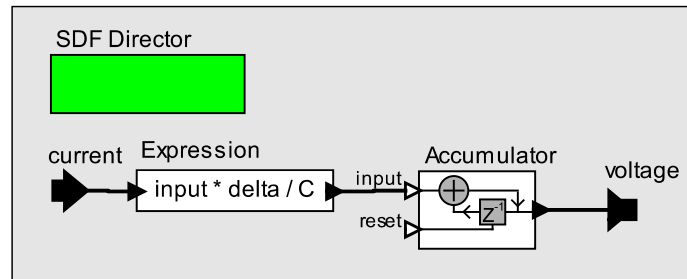 SDF Director
current
Expression
input * delta / C
input
reset
Accumulator
Z-1
voltage